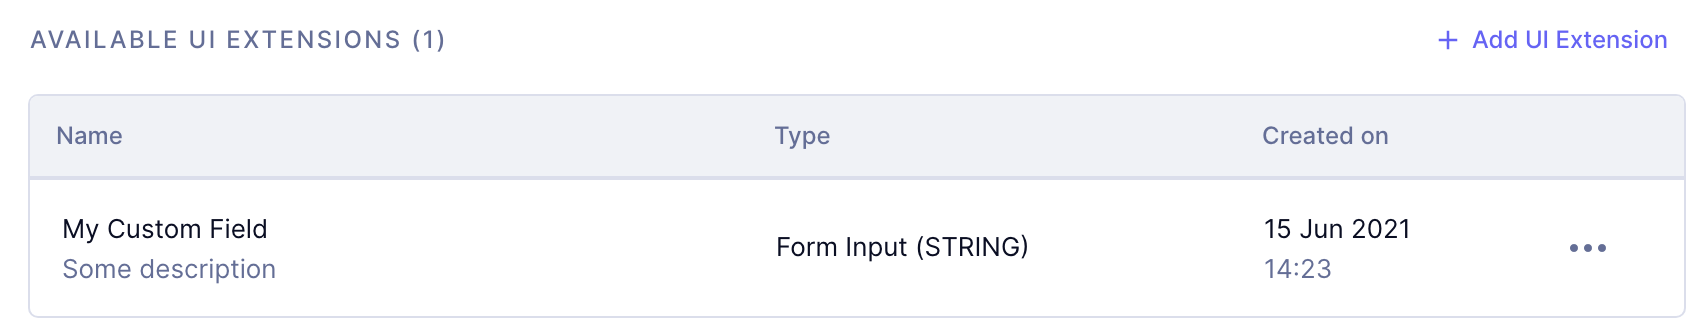 AVAILABLE UI EXTENSIONS (1)
+ Add UI Extension
Name
Type
Created on
My Custom Field
Some description
Form Input (STRING)
15 Jun 2021
14:23